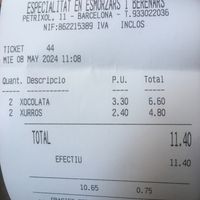 ESPECIALITAT EN ESMORZARS I BERENARS
PETRIXOL, 11 - BARCELONA - T.933022036
NIF:862215389 IVA INCLOS
TICKET 44
MIE 08 MAY 2024 11:08
Quant. Descripcio P.U. Total
2 XOCOLATA 3.30 6.60
2 XURROS 2.40 4.80
TOTAL 11.40
EFECTIU 11.40
10.65 0.75